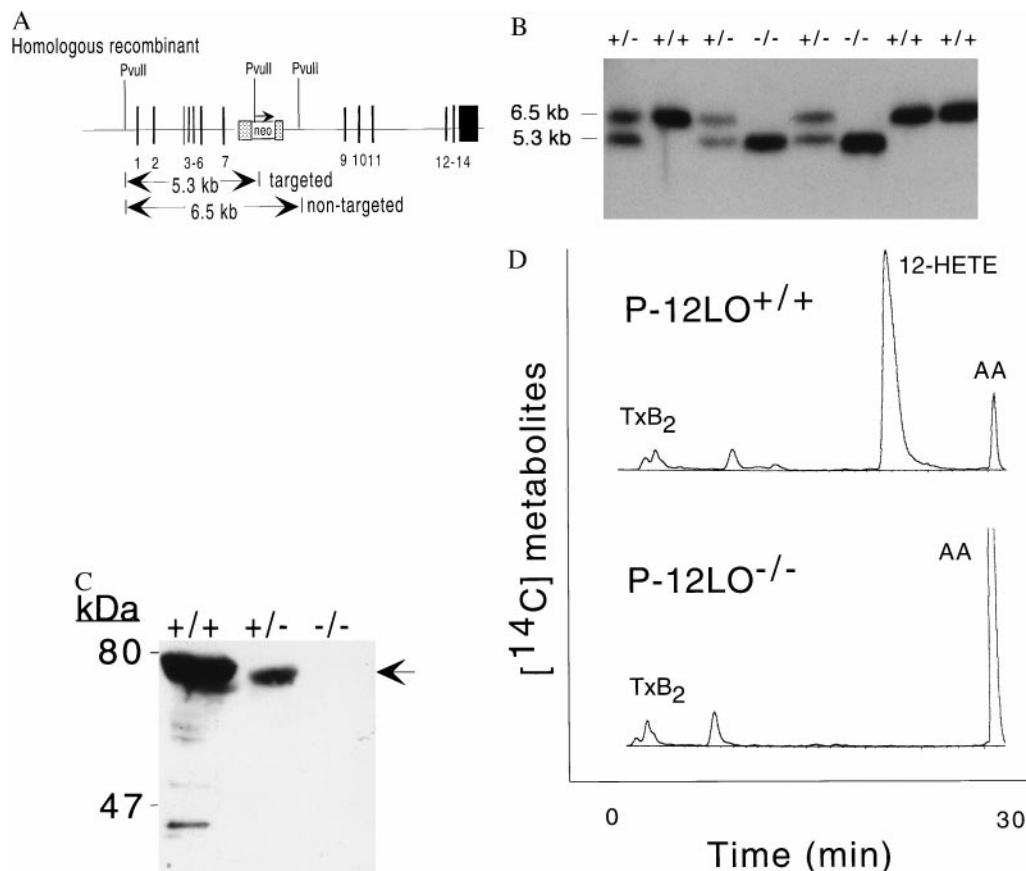 A
Homologous recombinant
PvuII PvuII PvuII
neo
1 2 3-6 7 9 10 11 12-14
5.3 kb targeted
6.5 kb non-targeted
B
+/- +/+ +/- -/- +/- -/- +/+ +/+
6.5 kb
5.3 kb
C
kDa
+/+ +/- -/-
80
47
D
12-HETE
P-12LO+/+
AA
TxB2
[14C] metabolites
P-12LO-/-
AA
TxB2
0 30
Time (min)